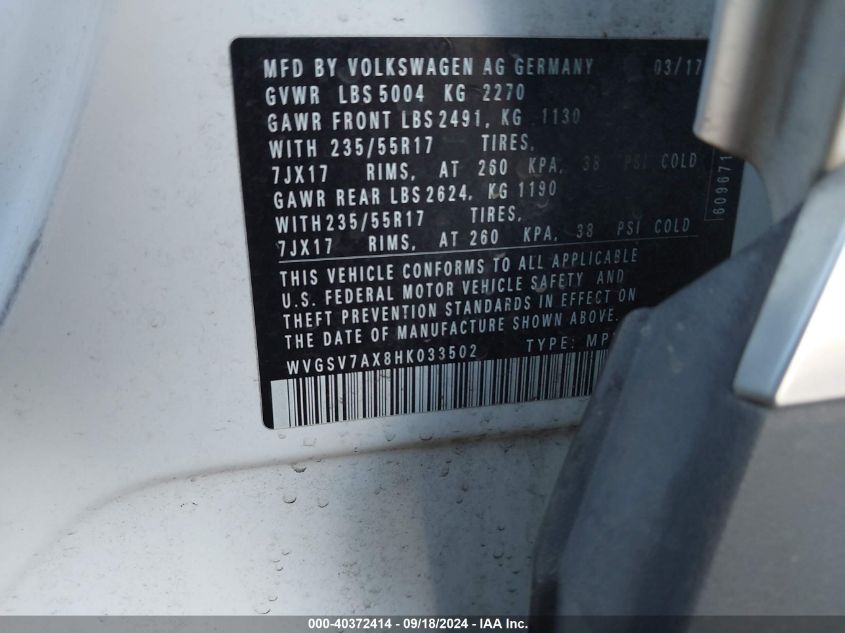 MFD BY VOLKSWAGEN AG GERMANY 03/17
GVWR LBS 5004 KG 2270
GAWR FRONT LBS 2491, KG 1130
WITH 235/55R17 TIRES,
7JX17 RIMS, AT 260 KPA, 38 PSI COLD
GAWR REAR LBS 2624, KG 1190
WITH 235/55R17 TIRES,
7JX17 RIMS, AT 260 KPA, 38 PSI COLD
THIS VEHICLE CONFORMS TO ALL APPLICABLE
U.S. FEDERAL MOTOR VEHICLE SAFETY AND
THEFT PREVENTION STANDARDS IN EFFECT ON
THE DATE OF MANUFACTURE SHOWN ABOVE.
WVGSV7AX8HK033502 TYPE: MP
609671
000-40372414 - 09/18/2024 - IAA Inc.